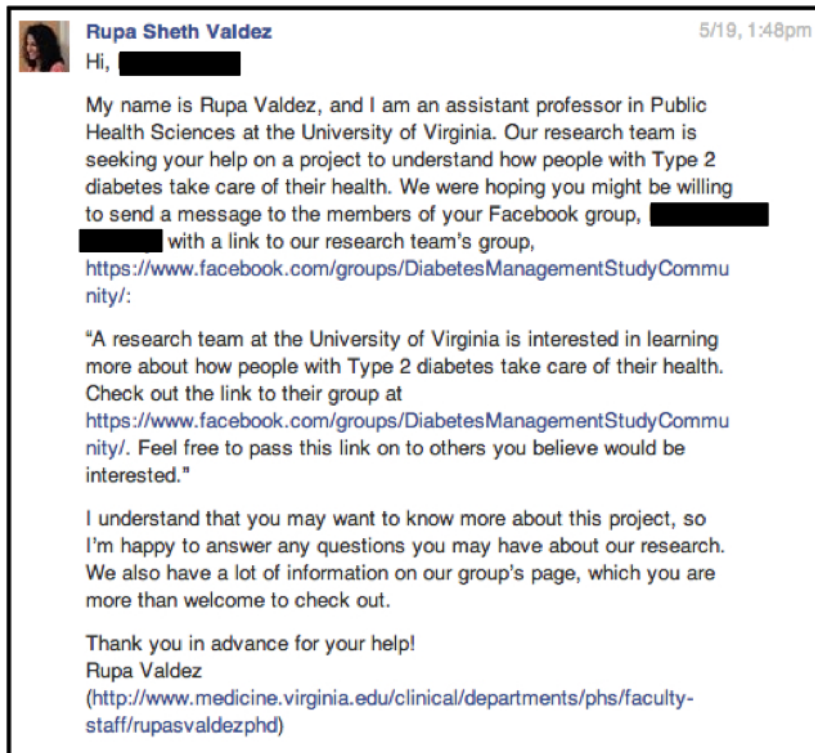 Rupa Sheth Valdez 5/19, 1:48pm
Hi,
My name is Rupa Valdez, and I am an assistant professor in Public
Health Sciences at the University of Virginia. Our research team is
seeking your help on a project to understand how people with Type 2
diabetes take care of their health. We were hoping you might be willing
to send a message to the members of your Facebook group,
with a link to our research team's group,
https://www.facebook.com/groups/DiabetesManagementStudyCommu
nity/:
"A research team at the University of Virginia is interested in learning
more about how people with Type 2 diabetes take care of their health.
Check out the link to their group at
https://www.facebook.com/groups/DiabetesManagementStudyCommu
nity/. Feel free to pass this link on to others you believe would be
interested."
I understand that you may want to know more about this project, so
I'm happy to answer any questions you may have about our research.
We also have a lot of information on our group's page, which you are
more than welcome to check out.
Thank you in advance for your help!
Rupa Valdez
(http://www.medicine.virginia.edu/clinical/departments/phs/faculty-
staff/rupasvaldezphd)